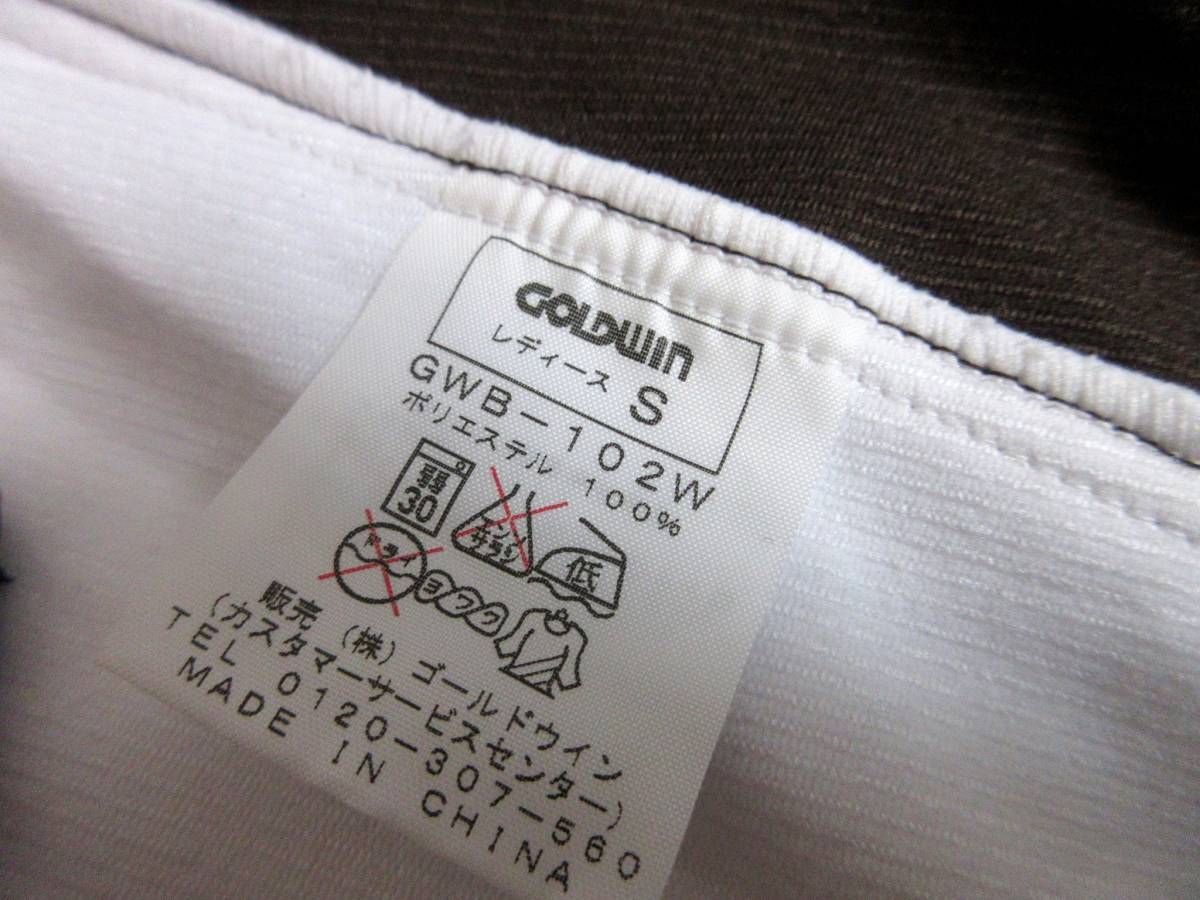 GOLDWIN
レディース S
GWB-102W
ポリエステル 100%
弱
30
エンソ
サラシ
低
ドライ
ヨワク
販売 (株) ゴールドウイン
(カスタマーサービスセンター)
TEL 0120-307-560
MADE IN CHINA